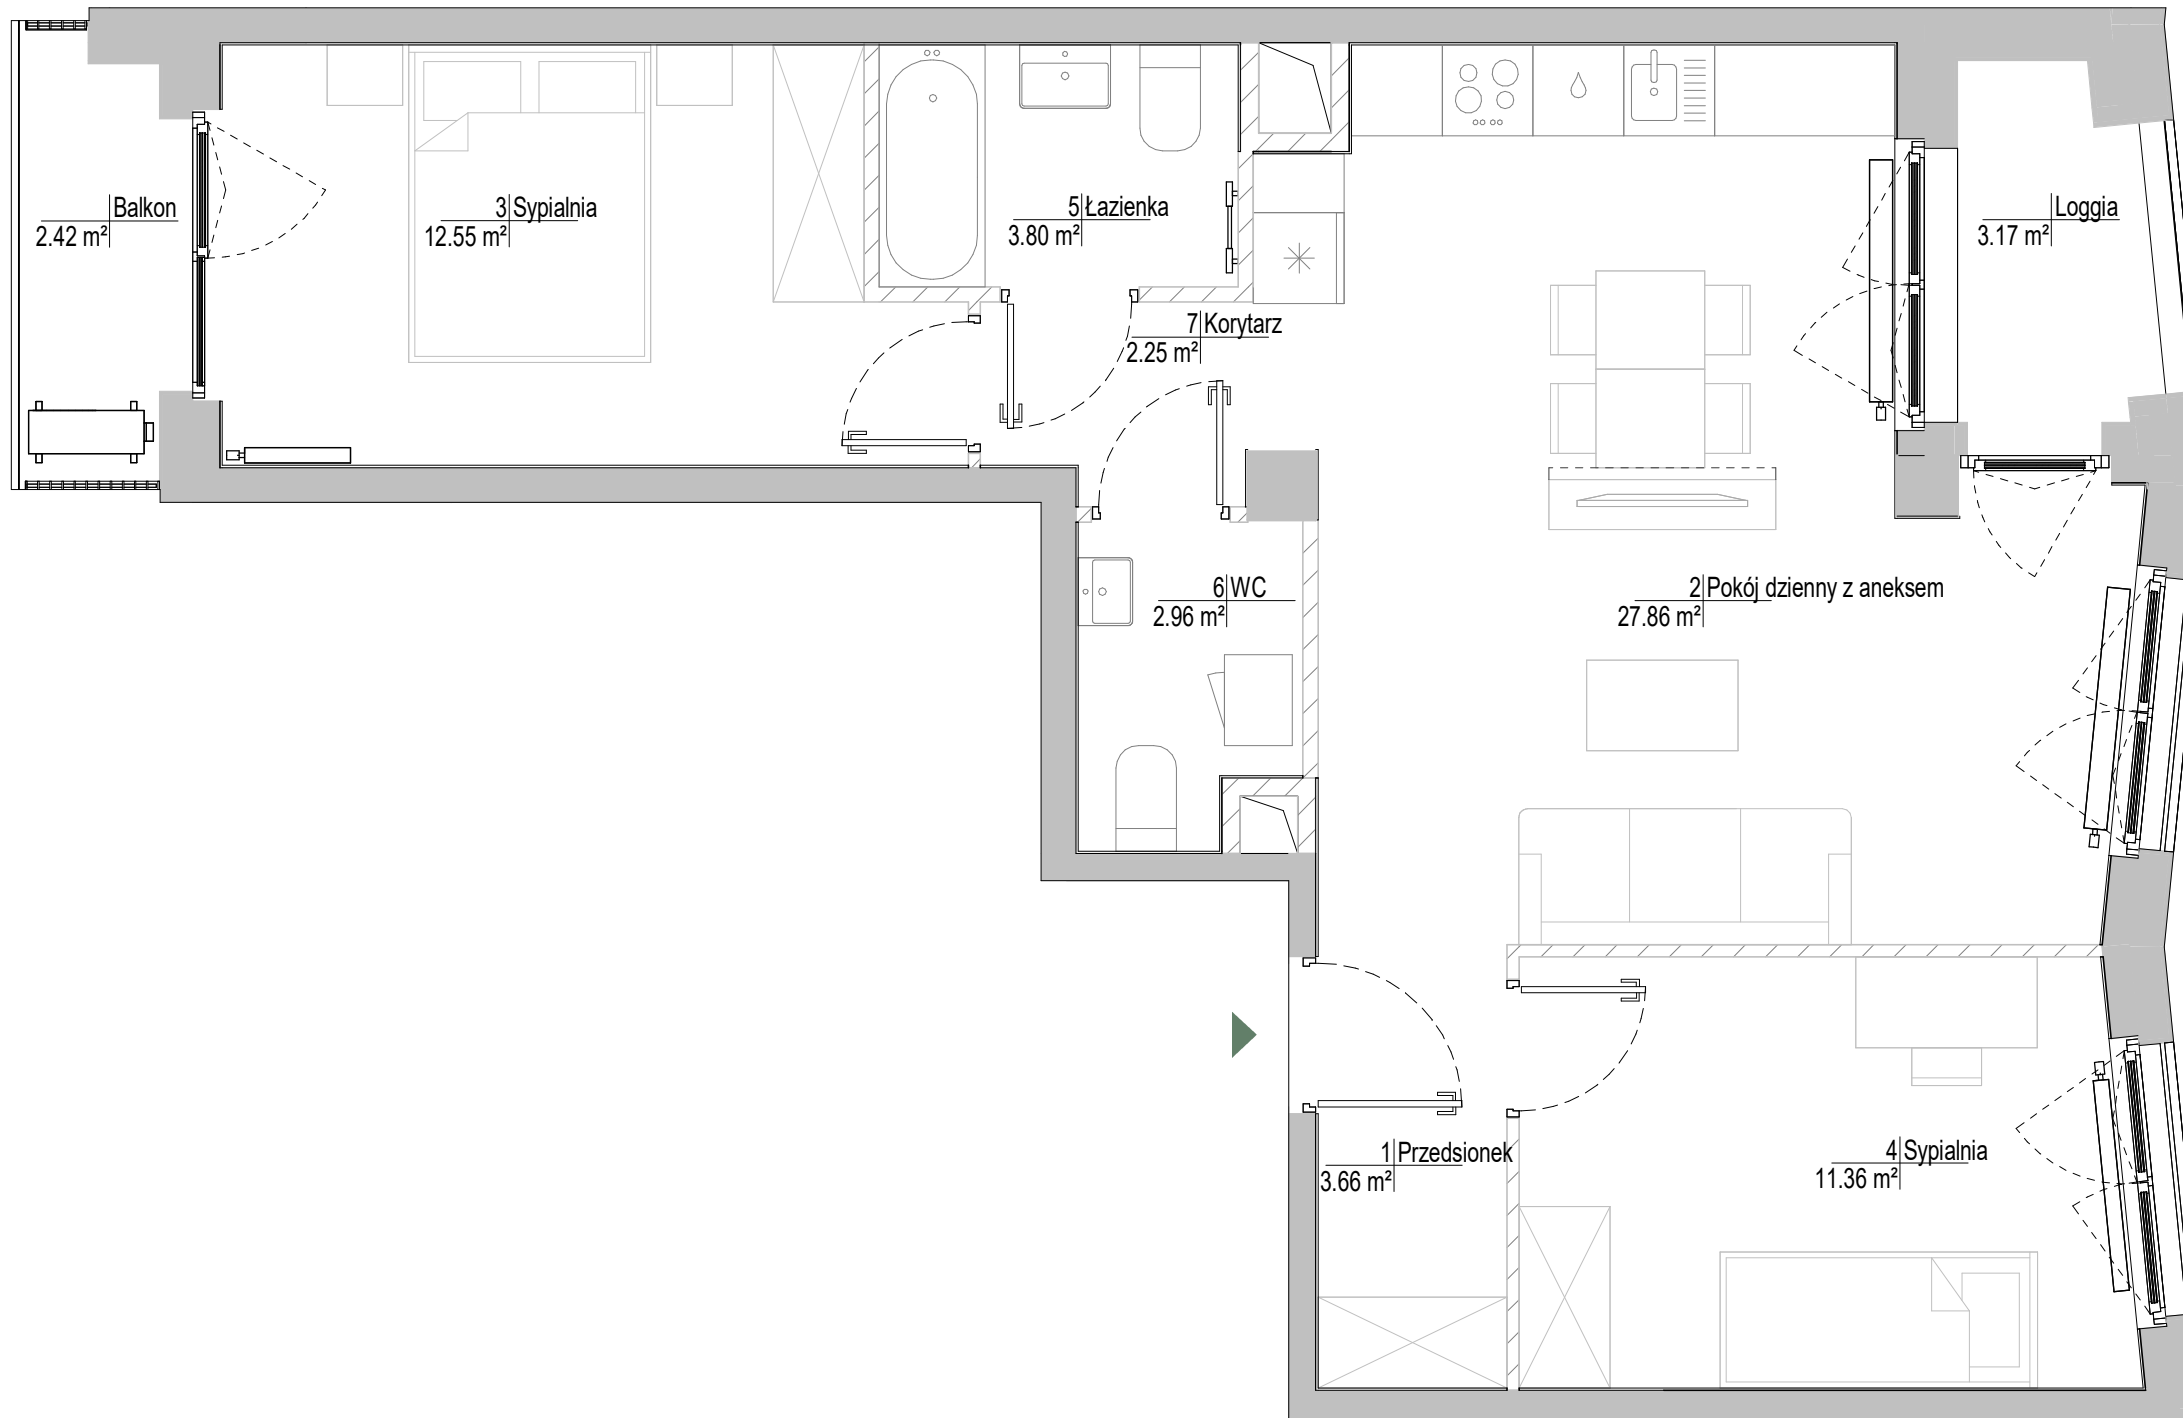 Balkon
2.42 m²
3 Sypialnia
12.55 m²
5 Łazienka
3.80 m²
Loggia
3.17 m²
7 Korytarz
2.25 m²
6 WC
2.96 m²
2 Pokój dzienny z aneksem
27.86 m²
1 Przedsionek
3.66 m²
4 Sypialnia
11.36 m²